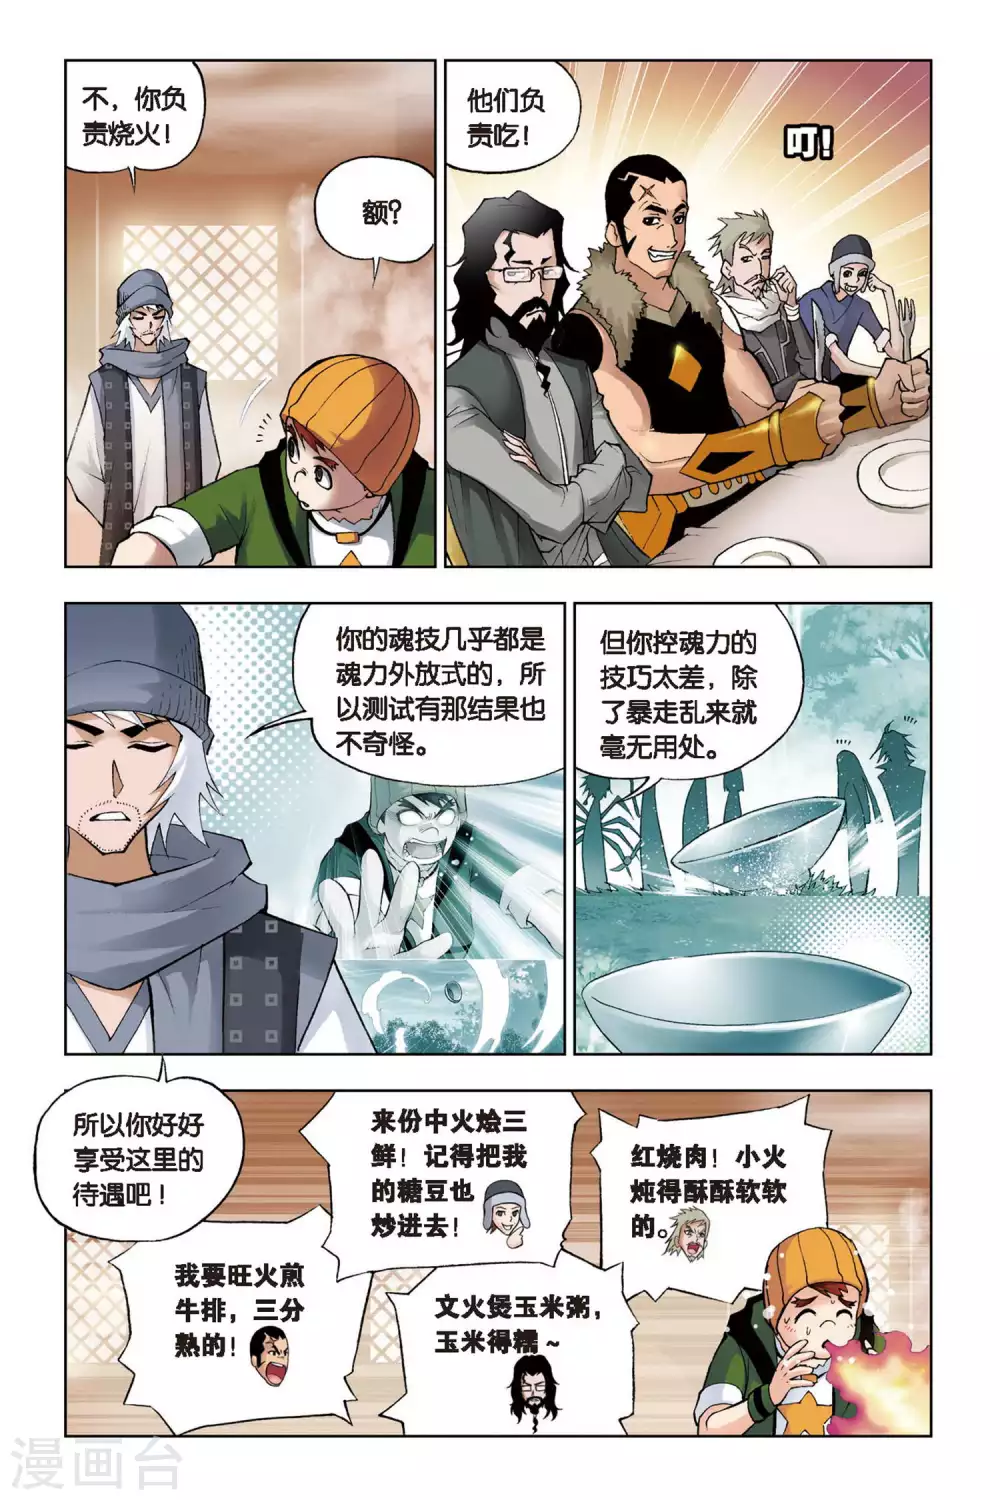 不，你负
责烧火！
额？
他们负
责吃！
叮！
你的魂技几乎都是
魂力外放式的，所
以测试有那结果也
不奇怪。
但你控魂力的
技巧太差，除
了暴走乱来就
毫无用处。
所以你好好
享受这里的
待遇吧！
来份中火烩三
鲜！记得把我
的糖豆也
炒进去！
红烧肉！小火
炖得酥酥软软
的。
我要旺火煎
牛排，三分
熟的！
文火煲玉米粥，
玉米得糯～
漫画台